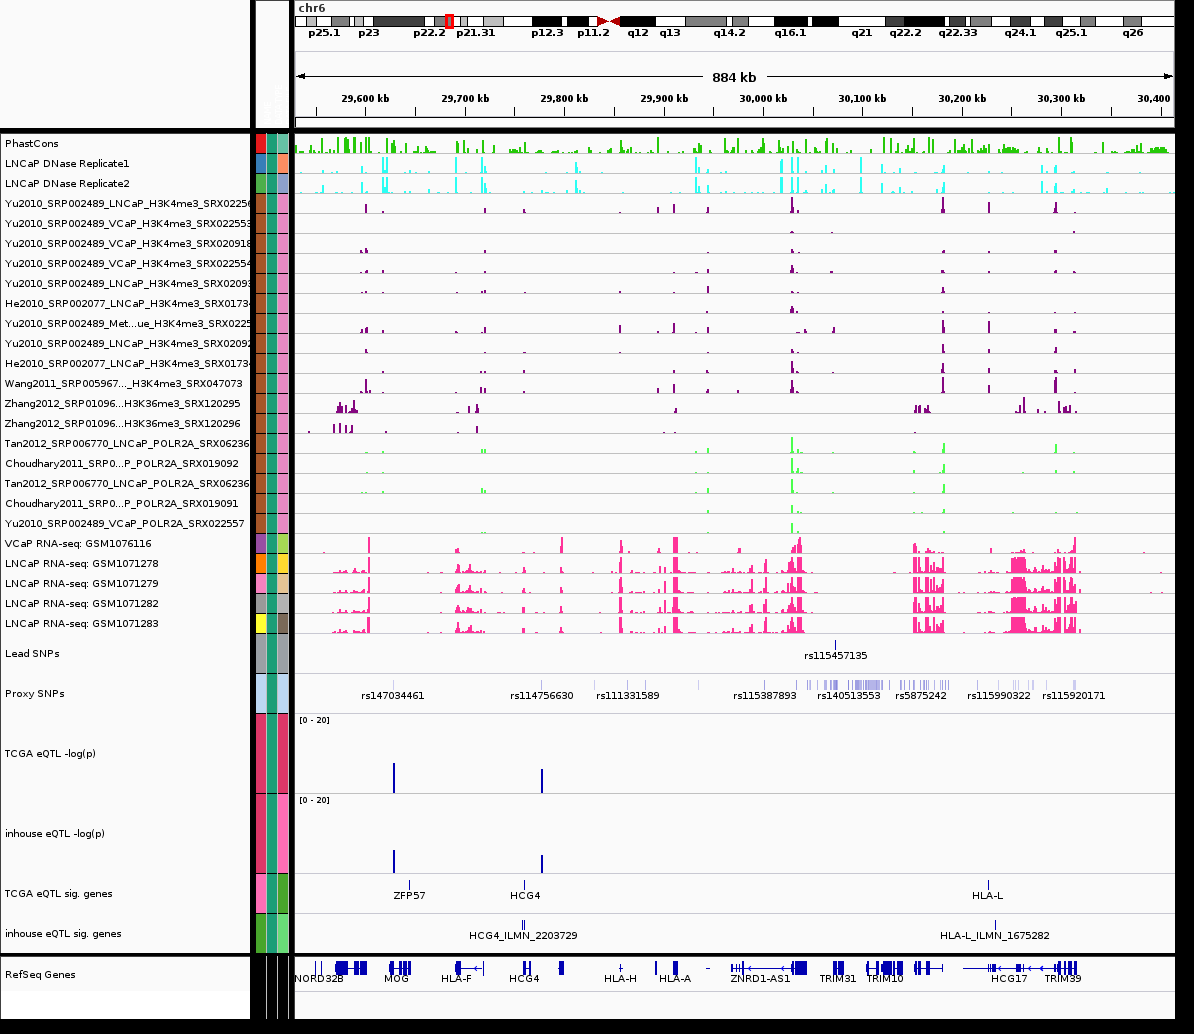 chr6
p25.1 p23 p22.2 p21.31 p12.3 p11.2 q12 q13 q14.2 q16.1 q21 q22.2 q22.33 q24.1 q25.1 q26
884 kb
29,600 kb 29,700 kb 29,800 kb 29,900 kb 30,000 kb 30,100 kb 30,200 kb 30,300 kb 30,400
PhastCons
LNCaP DNase Replicate1
LNCaP DNase Replicate2
Yu2010_SRP002489_LNCaP_H3K4me3_SRX0225
Yu2010_SRP002489_VCaP_H3K4me3_SRX022553
Yu2010_SRP002489_VCaP_H3K4me3_SRX020918
Yu2010_SRP002489_VCaP_H3K4me3_SRX022554
Yu2010_SRP002489_LNCaP_H3K4me3_SRX0209
He2010_SRP002077_LNCaP_H3K4me3_SRX0173
Yu2010_SRP002489_Met...ue_H3K4me3_SRX0225
Yu2010_SRP002489_LNCaP_H3K4me3_SRX0209
He2010_SRP002077_LNCaP_H3K4me3_SRX0173
Wang2011_SRP005967..._H3K4me3_SRX047073
Zhang2012_SRP01096...H3K36me3_SRX120295
Zhang2012_SRP01096...H3K36me3_SRX120296
Tan2012_SRP006770_LNCaP_POLR2A_SRX06236
Choudhary2011_SRP0...P_POLR2A_SRX019092
Tan2012_SRP006770_LNCaP_POLR2A_SRX06236
Choudhary2011_SRP0...P_POLR2A_SRX019091
Yu2010_SRP002489_VCaP_POLR2A_SRX022557
VCaP RNA-seq: GSM1076116
LNCaP RNA-seq: GSM1071278
LNCaP RNA-seq: GSM1071279
LNCaP RNA-seq: GSM1071282
LNCaP RNA-seq: GSM1071283
Lead SNPs
rs115457135
Proxy SNPs
rs147034461 rs114756630 rs111331589 rs115387893 rs140513553 rs5875242 rs115990322 rs115920171
[0 - 20]
TCGA eQTL -log(p)
[0 - 20]
inhouse eQTL -log(p)
TCGA eQTL sig. genes
ZFP57 HCG4 HLA-L
inhouse eQTL sig. genes
HCG4_ILMN_2203729 HLA-L_ILMN_1675282
RefSeq Genes
NORD32B MOG HLA-F HCG4 HLA-H HLA-A ZNRD1-AS1 TRIM31 TRIM10 HCG17 TRIM39